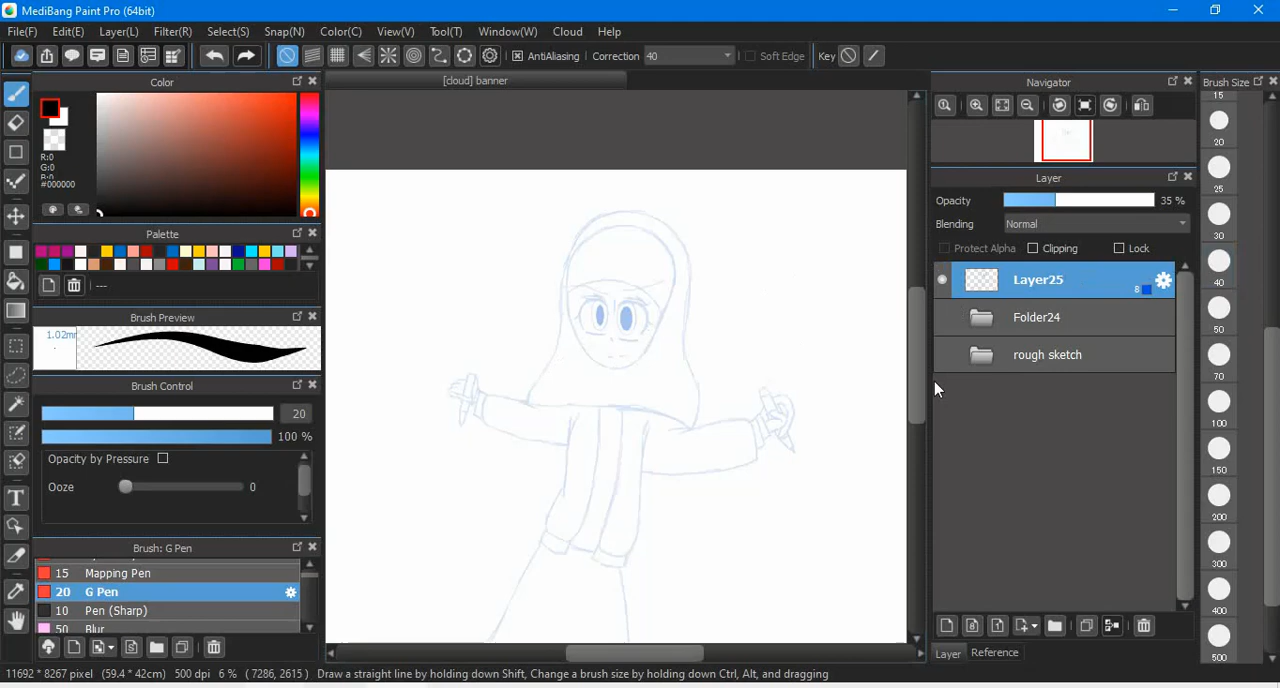 MediBang Paint Pro (64bit)
File(F) Edit(E) Layer(L) Filter(R) Select(S) Snap(N) Color(C) View(V) Tool(T) Window(W) Cloud Help
AntiAliasing Correction 40 Soft Edge Key
Color
[cloud] banner
Navigator
Brush Size
15
20
25
30
40
50
70
100
150
200
300
400
500
R:0
G:0
B:0
#000000
Palette
---
Brush Preview
Brush Control
20
100 %
Opacity by Pressure
Ooze 0
Brush: G Pen
15 Mapping Pen
20 G Pen
10 Pen (Sharp)
50 Blur
Layer
Opacity 35 %
Blending Normal
Protect Alpha Clipping Lock
Layer25
8
Folder24
rough sketch
Layer Reference
11692 * 8267 pixel (59.4 * 42cm) 500 dpi 6 % ( 7286, 2615 ) Draw a straight line by holding down Shift, Change a brush size by holding down Ctrl, Alt, and dragging